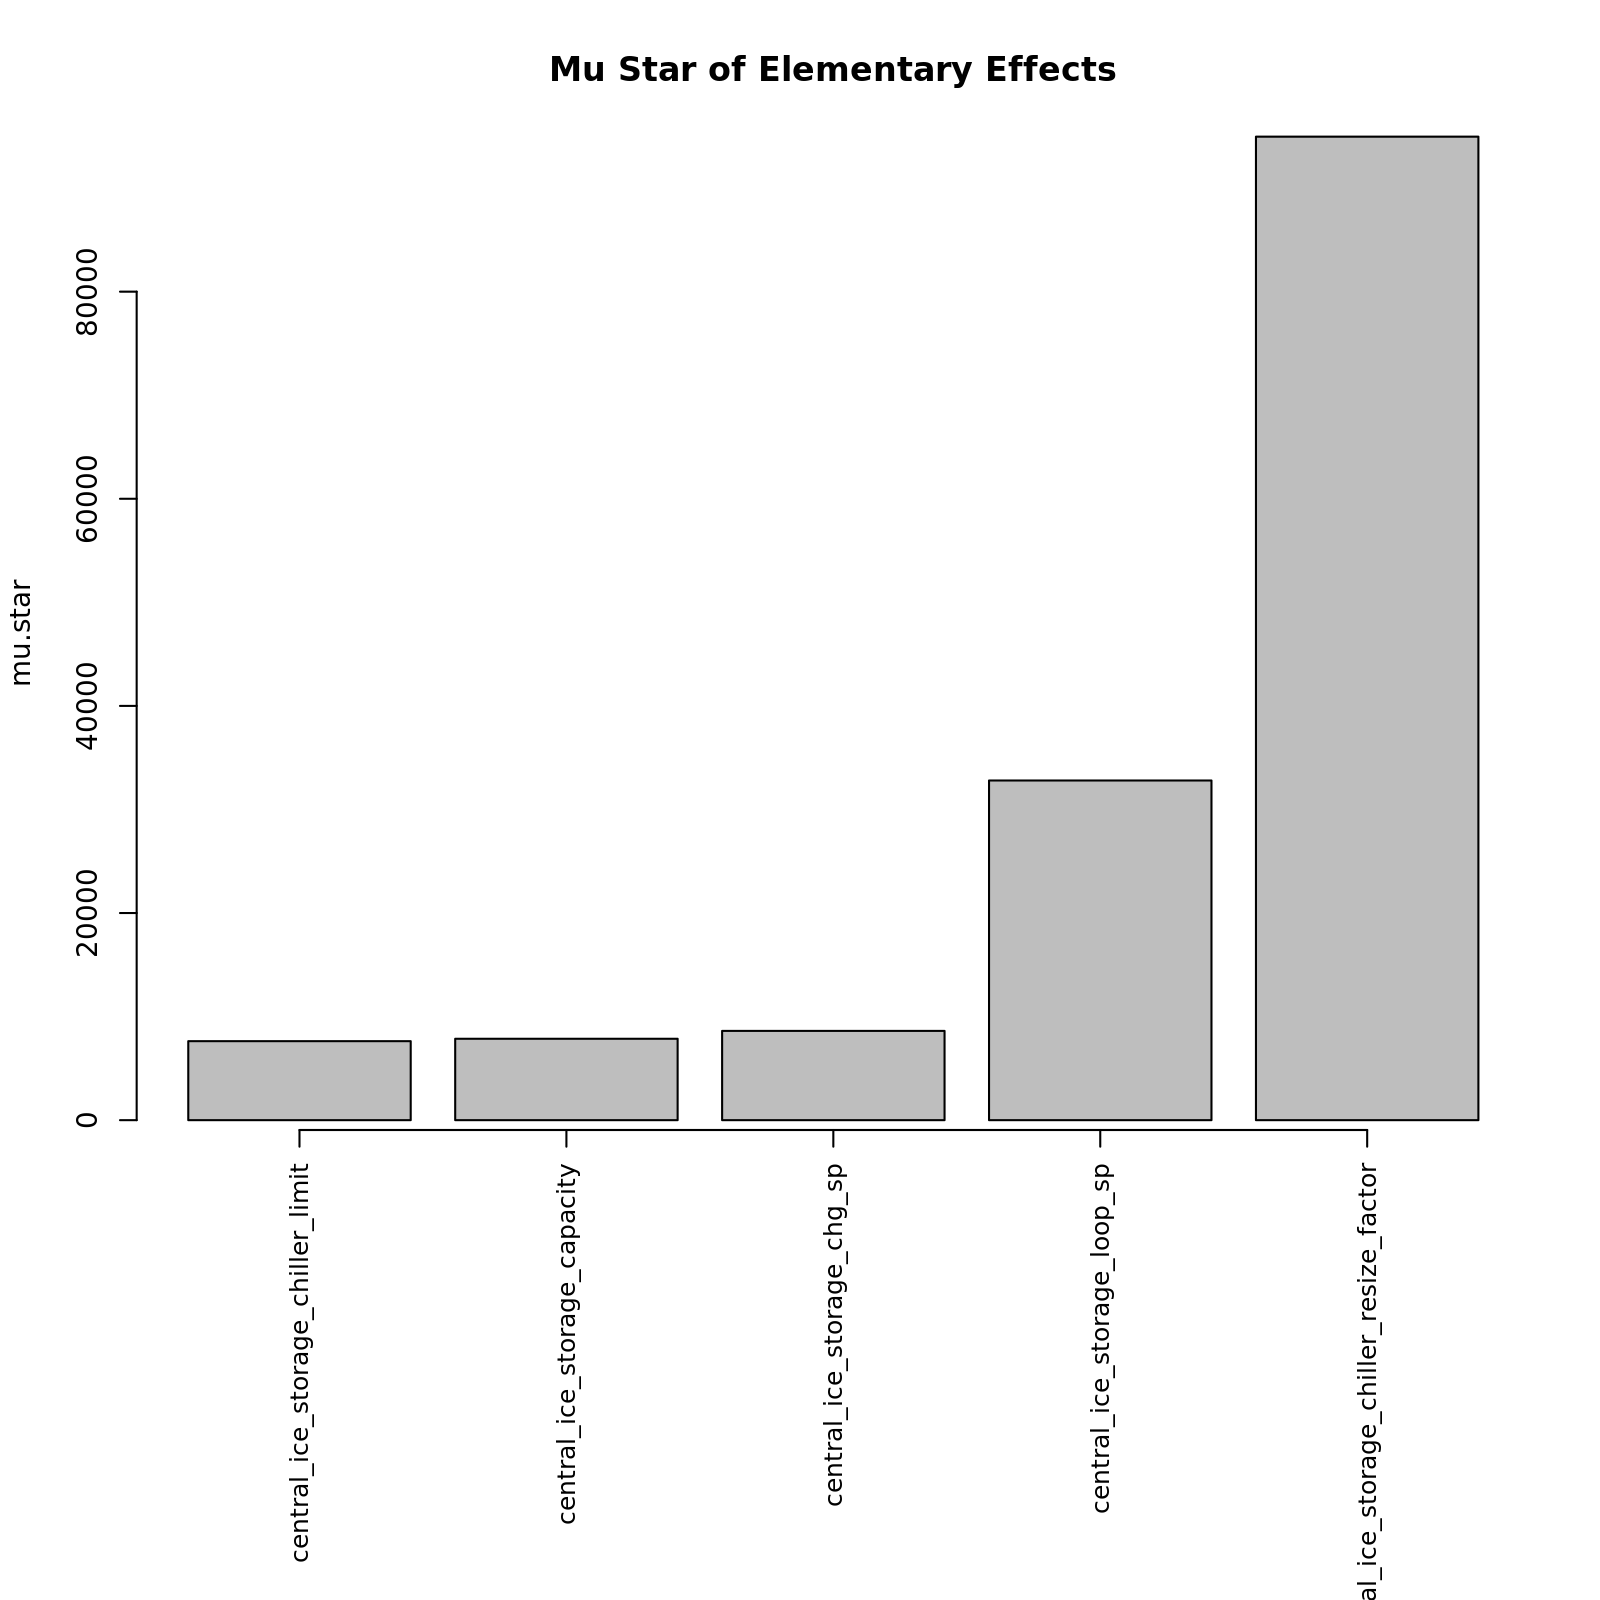 Mu Star of Elementary Effects
mu.star
80000
60000
40000
20000
0
central_ice_storage_chiller_limit
central_ice_storage_capacity
central_ice_storage_chg_sp
central_ice_storage_loop_sp
al_ice_storage_chiller_resize_factor